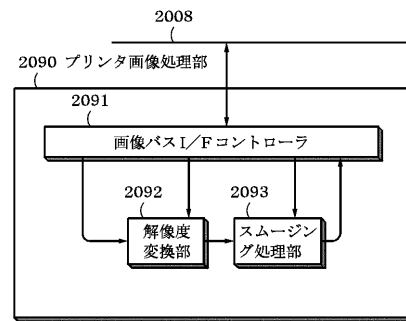 2008
2090 プリンタ画像処理部
2091
画像バスI／Fコントローラ
2092
2093
解像度
変換部
スムージン
グ処理部